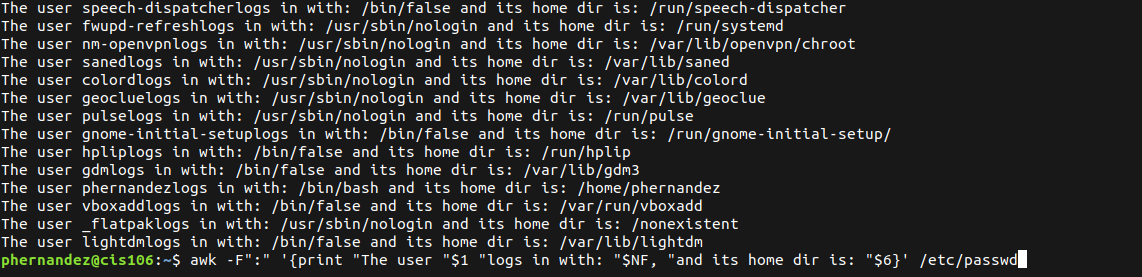 The user speech-dispatcherlogs in with: /bin/false and its home dir is: /run/speech-dispatcher
The user fwupd-refreshlogs in with: /usr/sbin/nologin and its home dir is: /run/systemd
The user nm-openvpnlogs in with: /usr/sbin/nologin and its home dir is: /var/lib/openvpn/chroot
The user sanedlogs in with: /usr/sbin/nologin and its home dir is: /var/lib/saned
The user colordlogs in with: /usr/sbin/nologin and its home dir is: /var/lib/colord
The user geocluelogs in with: /usr/sbin/nologin and its home dir is: /var/lib/geoclue
The user pulselogs in with: /usr/sbin/nologin and its home dir is: /run/pulse
The user gnome-initial-setuplogs in with: /bin/false and its home dir is: /run/gnome-initial-setup/
The user hpliplogs in with: /bin/false and its home dir is: /run/hplip
The user gdmlogs in with: /bin/false and its home dir is: /var/lib/gdm3
The user phernandezlogs in with: /bin/bash and its home dir is: /home/phernandez
The user vboxaddlogs in with: /bin/false and its home dir is: /var/run/vboxadd
The user _flatpaklogs in with: /usr/sbin/nologin and its home dir is: /nonexistent
The user lightdmlogs in with: /bin/false and its home dir is: /var/lib/lightdm
phernandez@cis106:~$ awk -F":" '{print "The user "$1 "logs in with: "$NF, "and its home dir is: "$6}' /etc/passwd